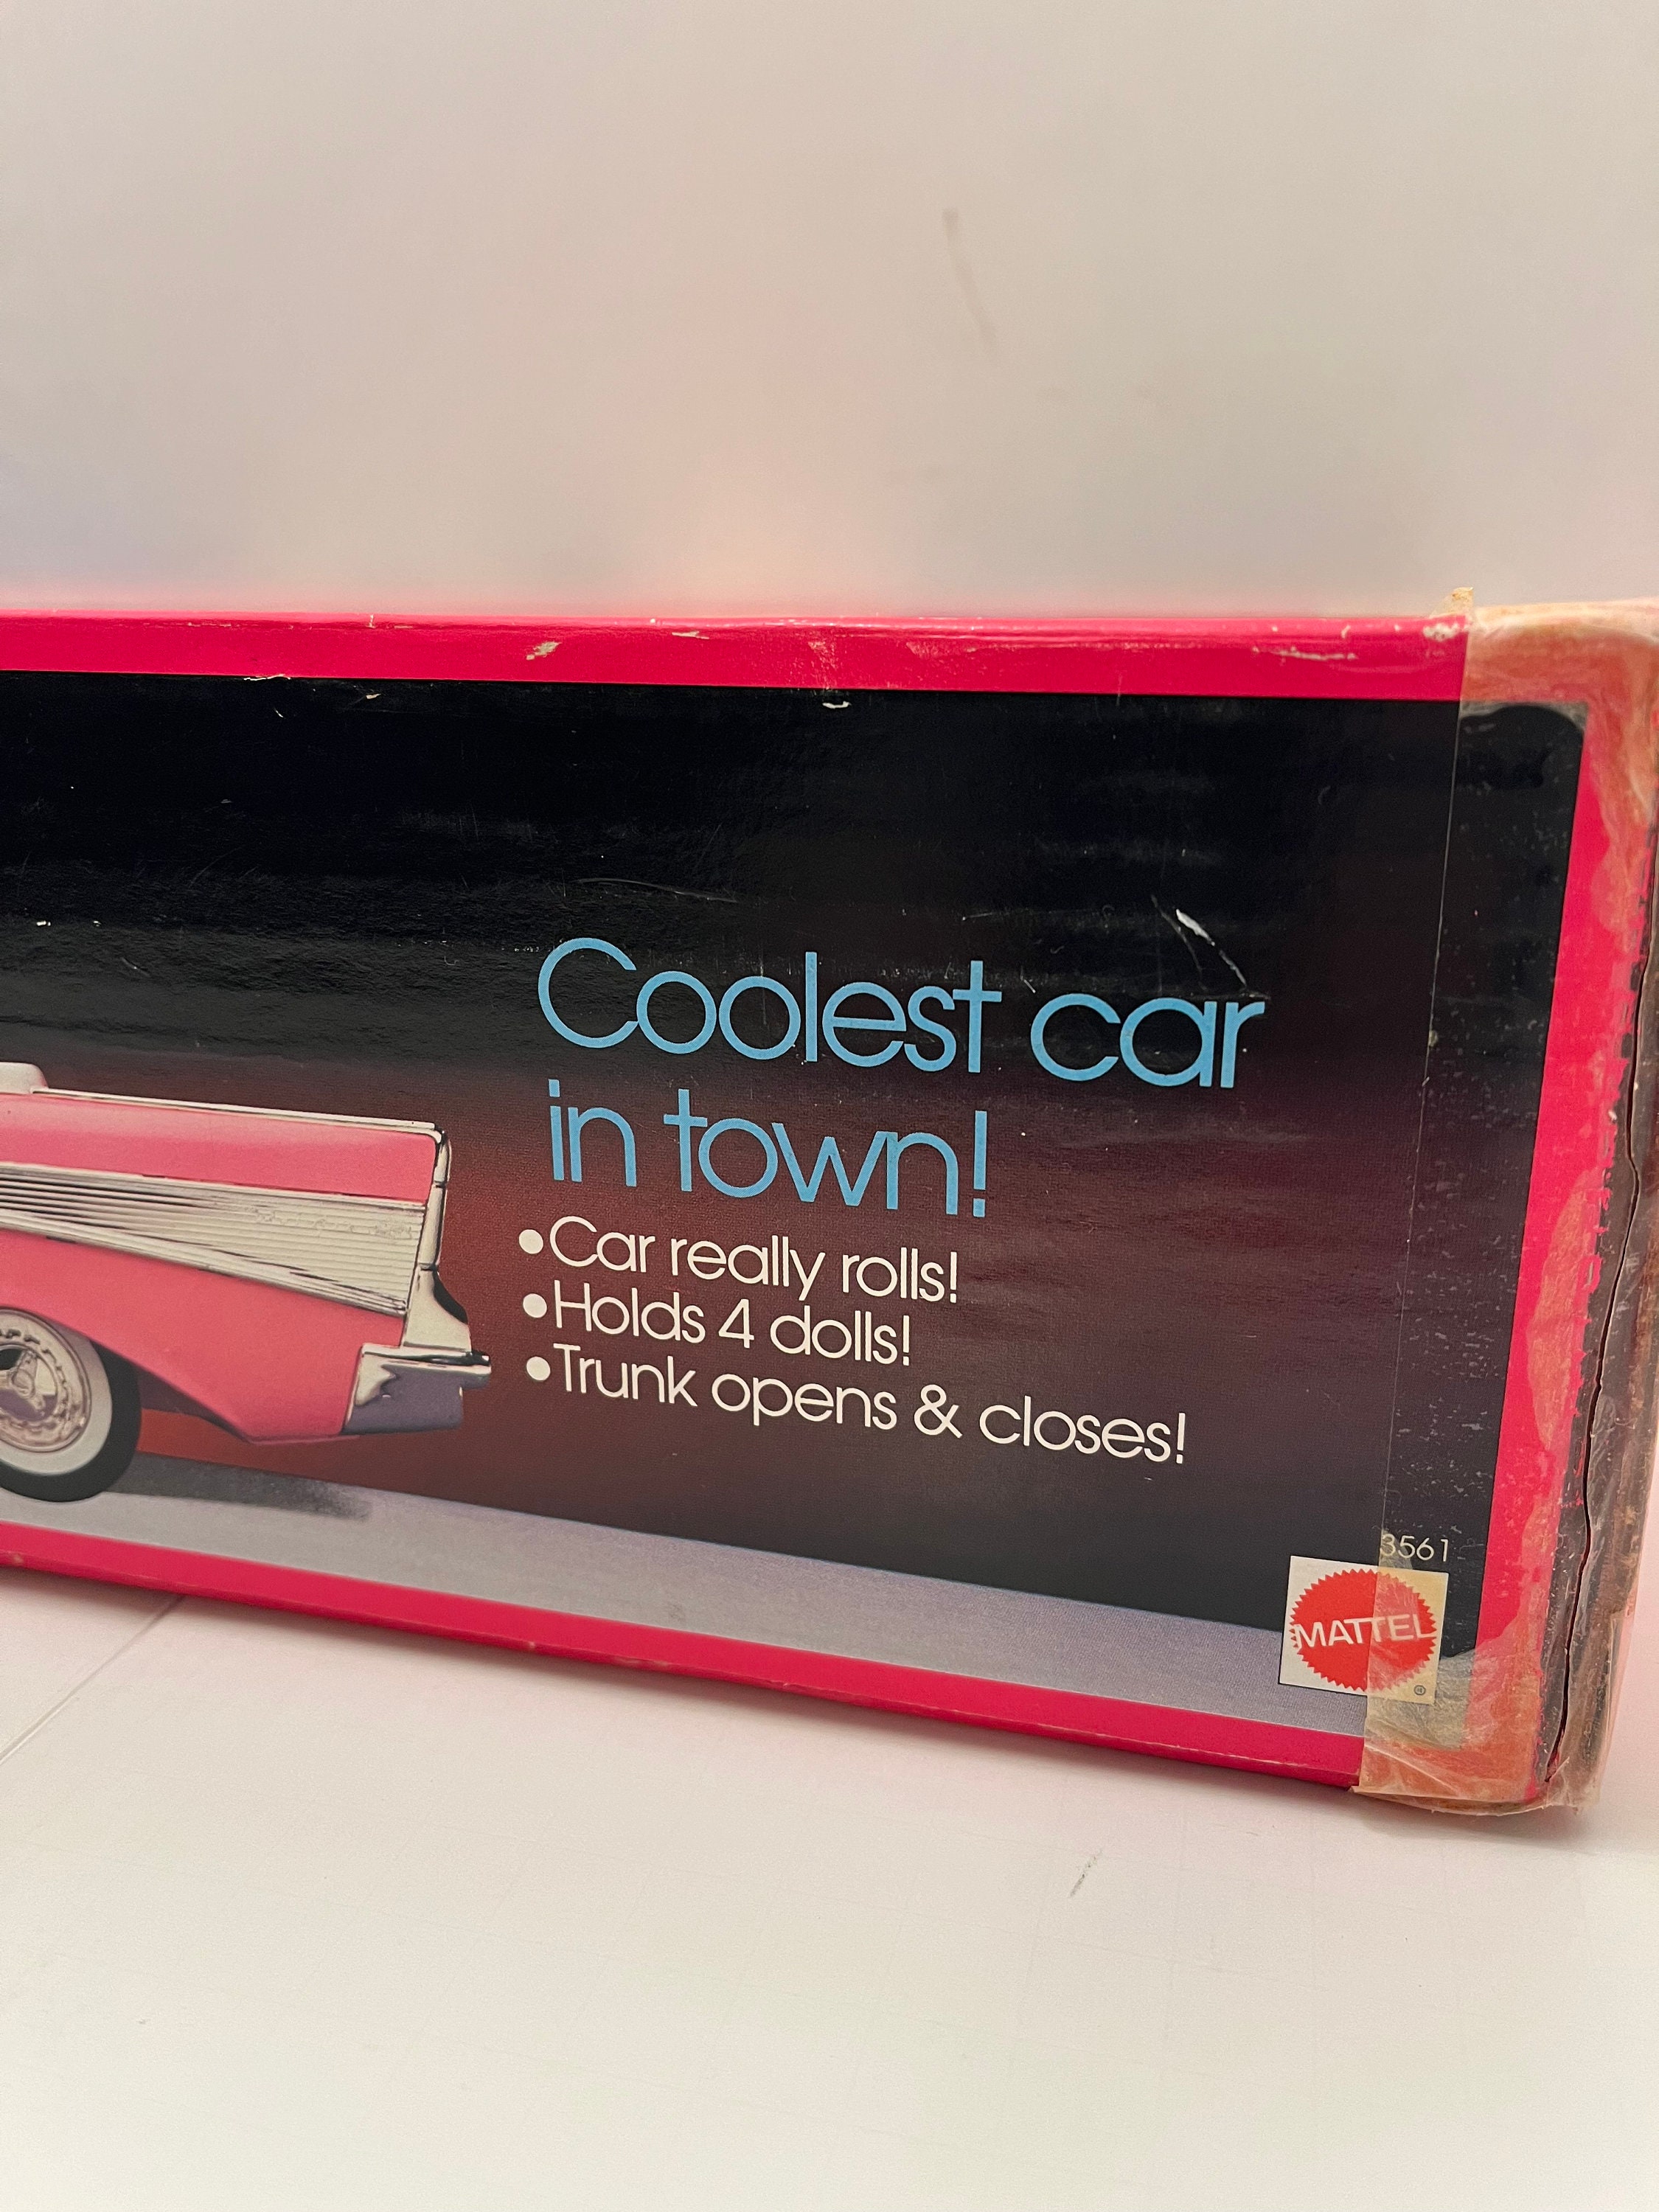 Coolest car
in town!
•Car really rolls!
•Holds 4 dolls!
•Trunk opens & closes!
3561
MATTEL
®